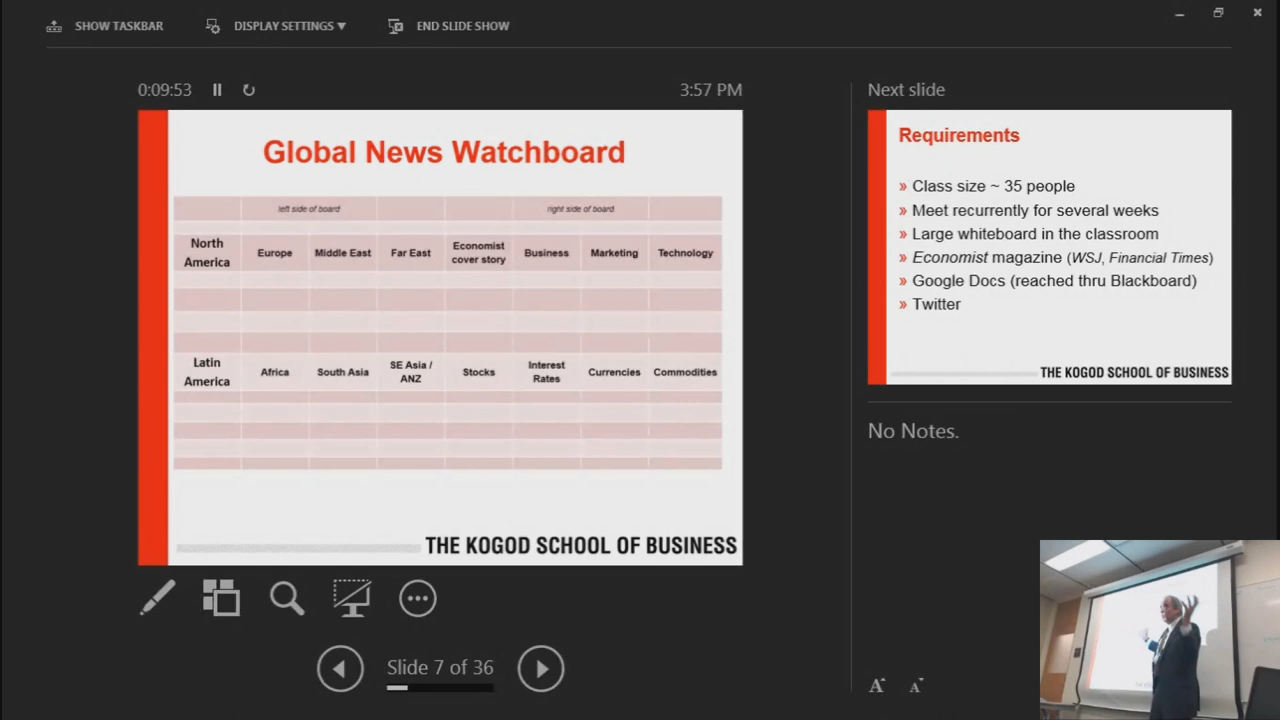 SHOW TASKBAR
DISPLAY SETTINGS ▼
END SLIDE SHOW
0:09:53
3:57 PM
Global News Watchboard
left side of board
right side of board
North America
Europe
Middle East
Far East
Economist cover story
Business
Marketing
Technology
Latin America
Africa
South Asia
SE Asia / ANZ
Stocks
Interest Rates
Currencies
Commodities
THE KOGOD SCHOOL OF BUSINESS
Slide 7 of 36
Next slide
Requirements
» Class size ~ 35 people
» Meet recurrently for several weeks
» Large whiteboard in the classroom
» Economist magazine (WSJ, Financial Times)
» Google Docs (reached thru Blackboard)
» Twitter
THE KOGOD SCHOOL OF BUSINESS
No Notes.
A A